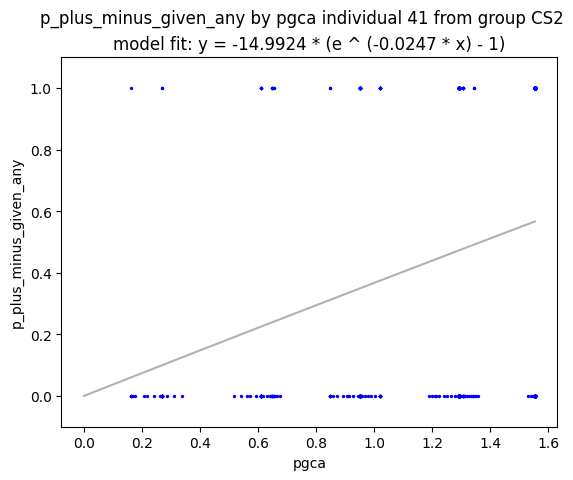 p_plus_minus_given_any by pgca individual 41 from group CS2
model fit: y = -14.9924 * (e ^ (-0.0247 * x) - 1)
1.0
0.8
0.6
0.4
0.2
0.0
p_plus_minus_given_any
0.0 0.2 0.4 0.6 0.8 1.0 1.2 1.4 1.6
pgca